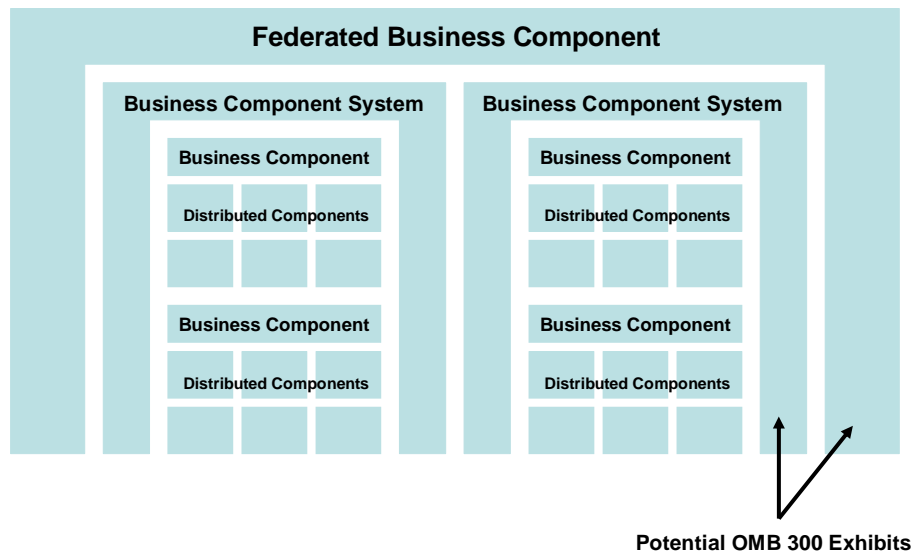 Federated Business Component
Business Component System
Business Component System
Business Component
Business Component
Distributed Components
Distributed Components
Business Component
Business Component
Distributed Components
Distributed Components
Potential OMB 300 Exhibits